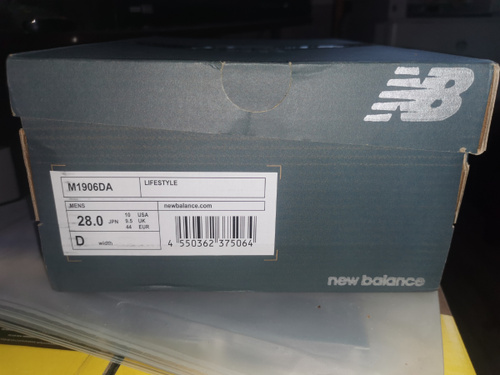 NB
M1906DA LIFESTYLE
MENS newbalance.com
28.0 JPN 10 USA
9.5 UK
44 EUR
D width
4 550362 375064
new balance